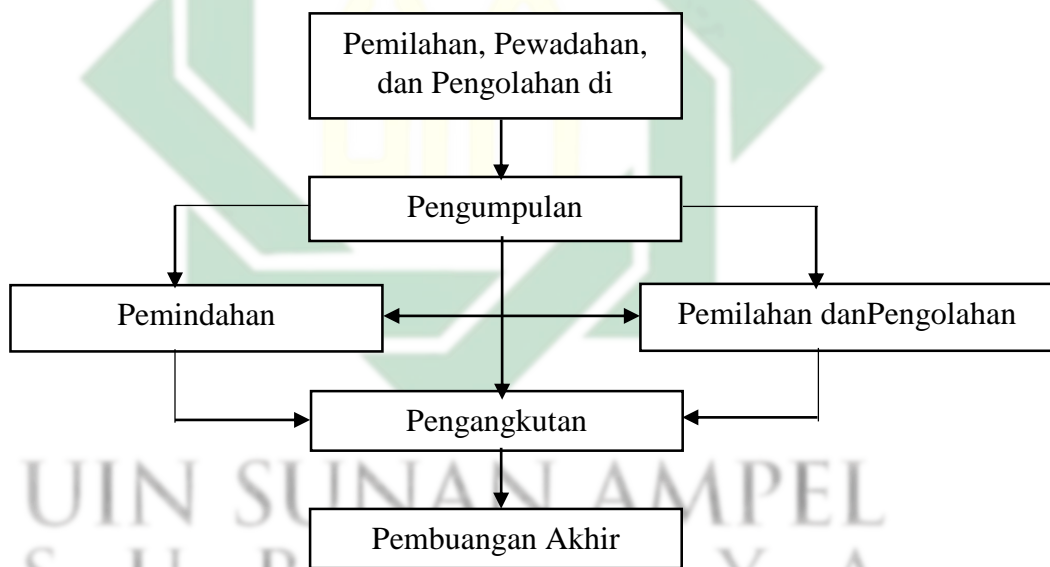 Pemilahan, Pewadahan,
dan Pengolahan di
Pengumpulan
Pemindahan
Pemilahan danPengolahan
Pengangkutan
UIN SUNAN AMPEL
Pembuangan Akhir